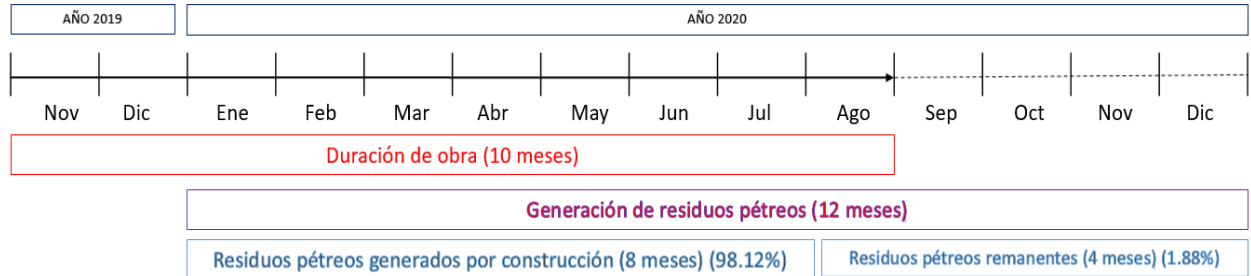 AÑO 2019 AÑO 2020
Nov Dic Ene Feb Mar Abr May Jun Jul Ago Sep Oct Nov Dic
Duración de obra (10 meses)
Generación de residuos pétreos (12 meses)
Residuos pétreos generados por construcción (8 meses) (98.12%) Residuos pétreos remanentes (4 meses) (1.88%)